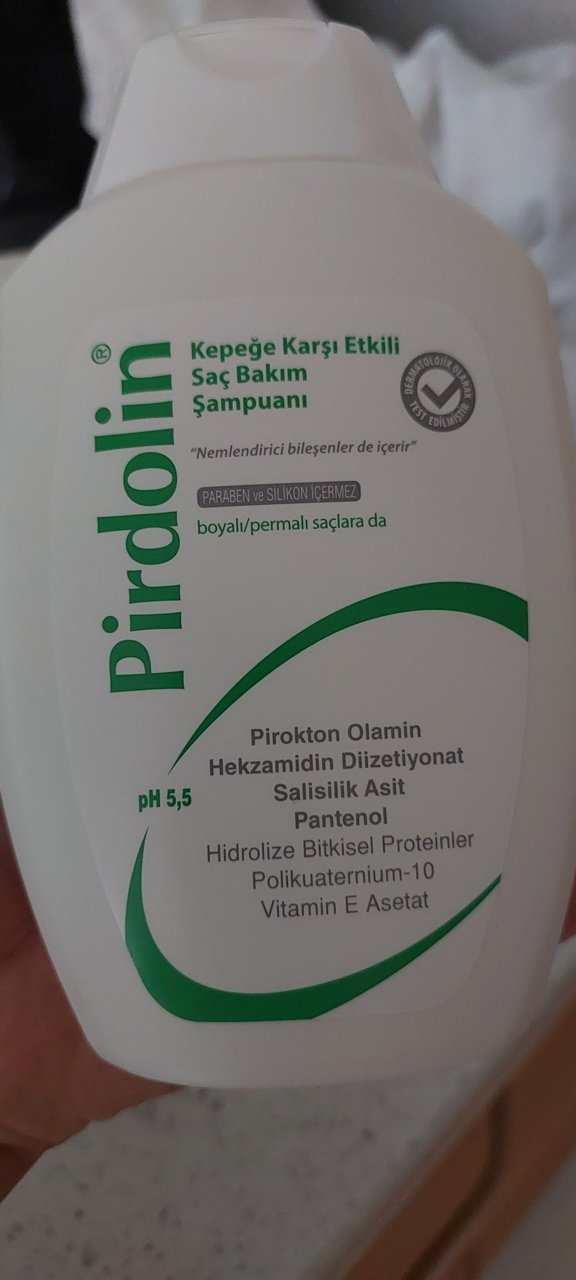 Pirdolin®
Kepeğe Karşı Etkili
Saç Bakım
Şampuanı
DERMATOLOJİK OLARAK
TEST EDİLMİŞTİR
"Nemlendirici bileşenler de içerir"
PARABEN ve SİLİKON İÇERMEZ
boyalı/permalı saçlara da
Pirokton Olamin
Hekzamidin Diizetiyonat
Salisilik Asit
pH 5,5
Pantenol
Hidrolize Bitkisel Proteinler
Polikuaternium-10
Vitamin E Asetat